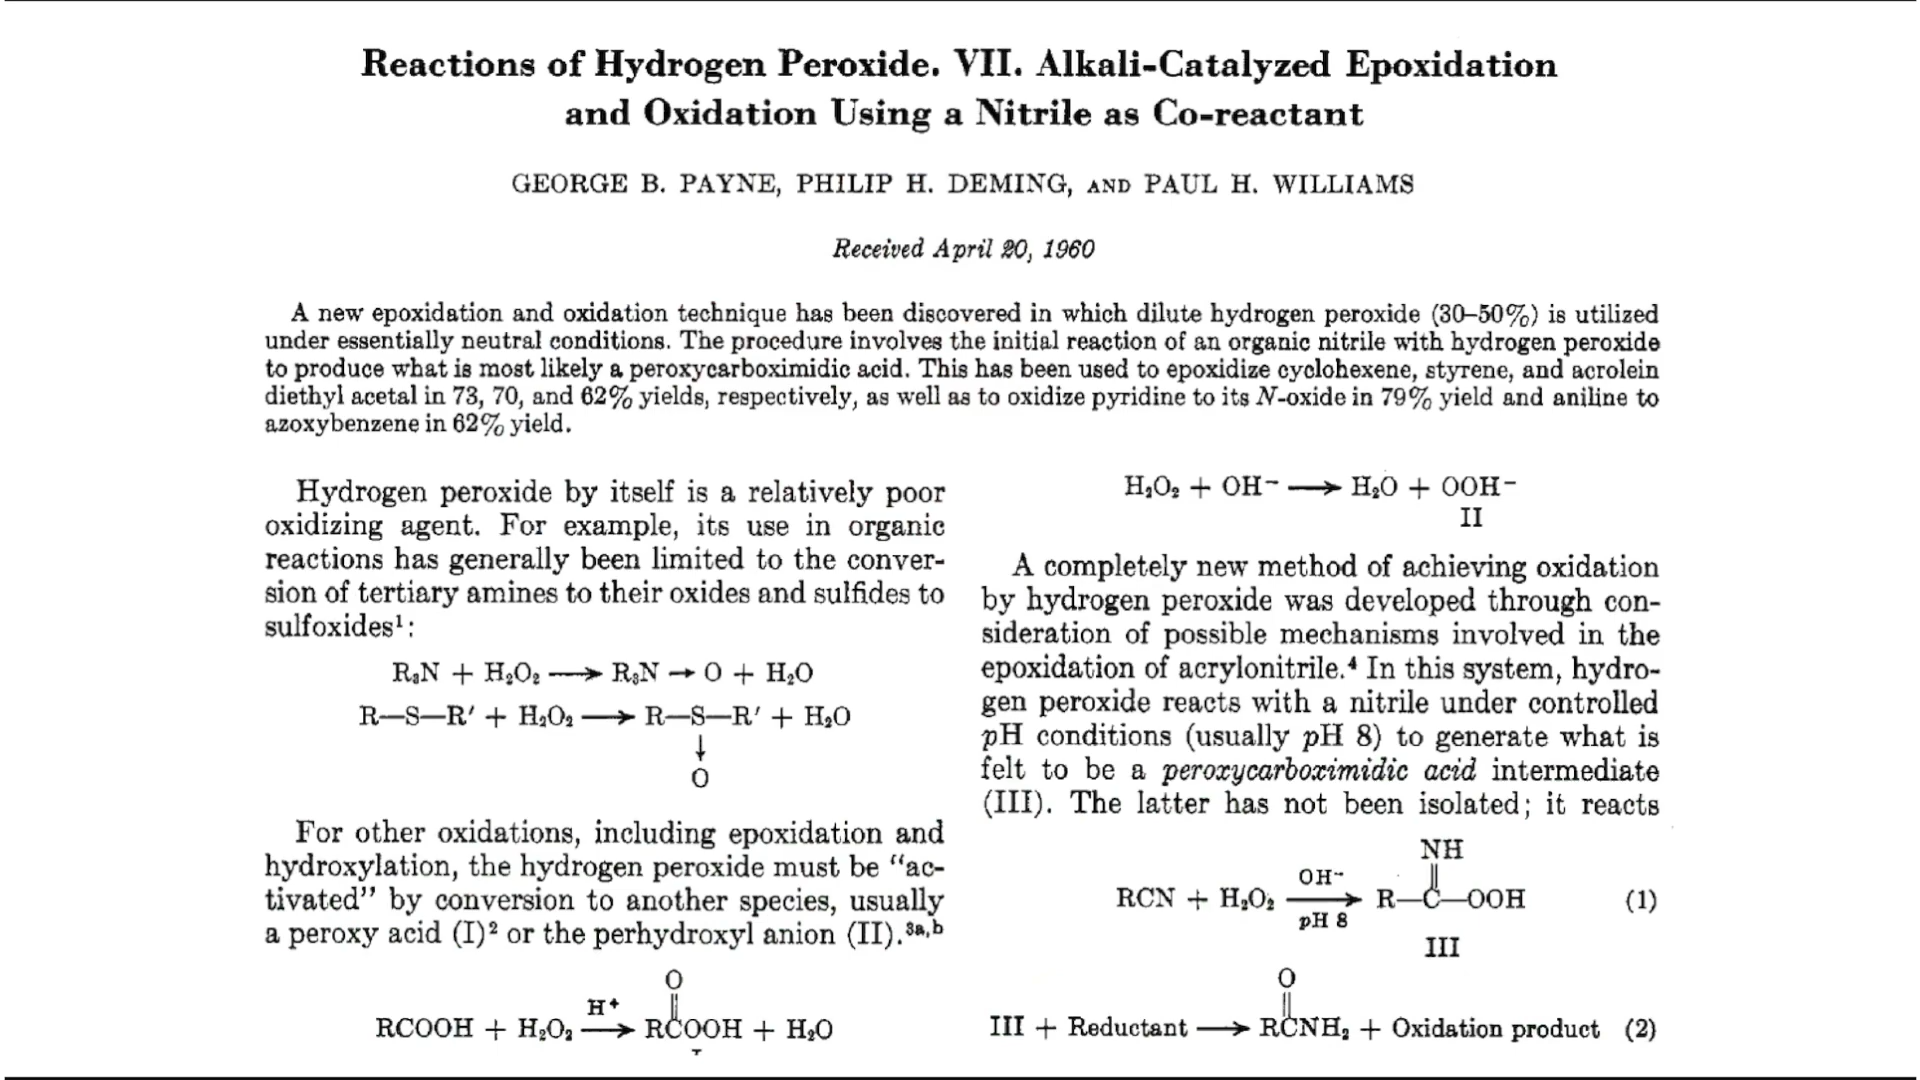 Reactions of Hydrogen Peroxide. VII. Alkali-Catalyzed Epoxidation
and Oxidation Using a Nitrile as Co-reactant
GEORGE B. PAYNE, PHILIP H. DEMING, AND PAUL H. WILLIAMS
Received April 20, 1960
A new epoxidation and oxidation technique has been discovered in which dilute hydrogen peroxide (30–50%) is utilized
under essentially neutral conditions. The procedure involves the initial reaction of an organic nitrile with hydrogen peroxide
to produce what is most likely a peroxycarboximidic acid. This has been used to epoxidize cyclohexene, styrene, and acrolein
diethyl acetal in 73, 70, and 62% yields, respectively, as well as to oxidize pyridine to its N-oxide in 79% yield and aniline to
azoxybenzene in 62% yield.
Hydrogen peroxide by itself is a relatively poor
oxidizing agent. For example, its use in organic
reactions has generally been limited to the conver-
sion of tertiary amines to their oxides and sulfides to
sulfoxides¹:
R₃N + H₂O₂ ⟶ R₃N → O + H₂O
R—S—R′ + H₂O₂ ⟶ R—S—R′ + H₂O
↓
O
For other oxidations, including epoxidation and
hydroxylation, the hydrogen peroxide must be “ac-
tivated” by conversion to another species, usually
a peroxy acid (I)² or the perhydroxyl anion (II).³ᵃ,ᵇ
O
‖
H⁺
RCOOH + H₂O₂ ⟶ RCOOH + H₂O
H₂O₂ + OH⁻ ⟶ H₂O + OOH⁻
II
A completely new method of achieving oxidation
by hydrogen peroxide was developed through con-
sideration of possible mechanisms involved in the
epoxidation of acrylonitrile.⁴ In this system, hydro-
gen peroxide reacts with a nitrile under controlled
pH conditions (usually pH 8) to generate what is
felt to be a peroxycarboximidic acid intermediate
(III). The latter has not been isolated; it reacts
NH
‖
OH⁻
RCN + H₂O₂ ⟶ R—C—OOH (1)
pH 8
III
O
‖
III + Reductant ⟶ RCNH₂ + Oxidation product (2)